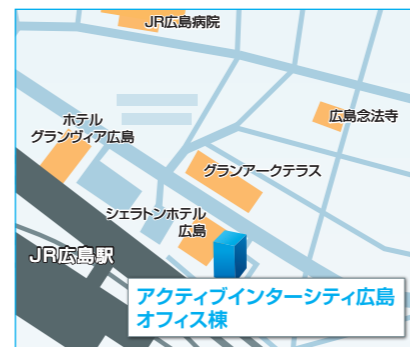 JR広島病院
ホテル
グランヴィア広島
広島念法寺
グランアークテラス
シェラトンホテル
広島
JR広島駅
アクティブインターシティ広島
オフィス棟